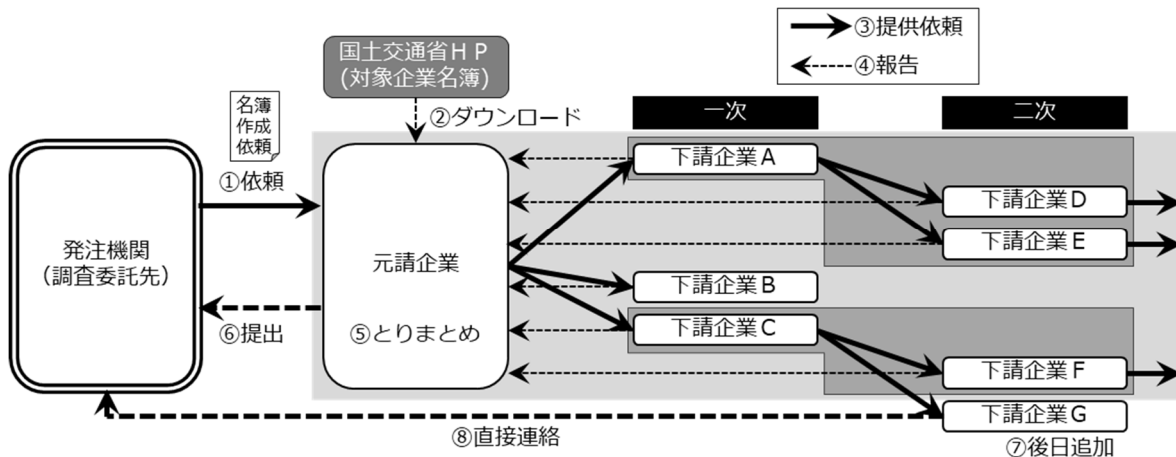 ③提供依頼
④報告
国土交通省ＨＰ
(対象企業名簿)
②ダウンロード
一次
二次
名簿
作成
依頼
①依頼
発注機関
（調査委託先）
元請企業
⑤とりまとめ
⑥提出
下請企業Ａ
下請企業Ｄ
下請企業Ｅ
下請企業Ｂ
下請企業Ｃ
下請企業Ｆ
下請企業Ｇ
⑦後日追加
⑧直接連絡